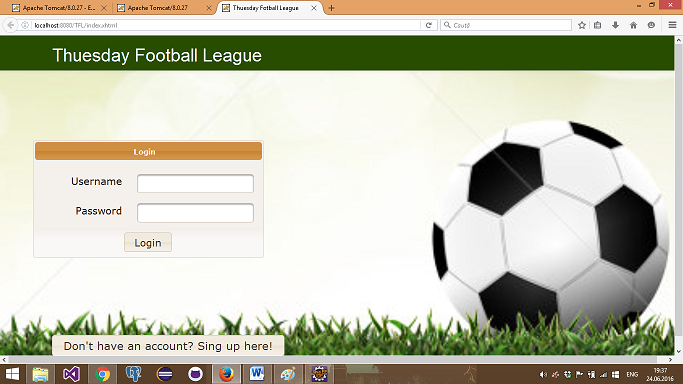 Apache Tomcat/8.0.27 - E...
Apache Tomcat/8.0.27
Thuesday Football League
localhost:8080/TFL/index.xhtml
Caută
Thuesday Football League
Login
Username
Password
Login
Don't have an account? Sing up here!
ENG
19:37
24.06.2016